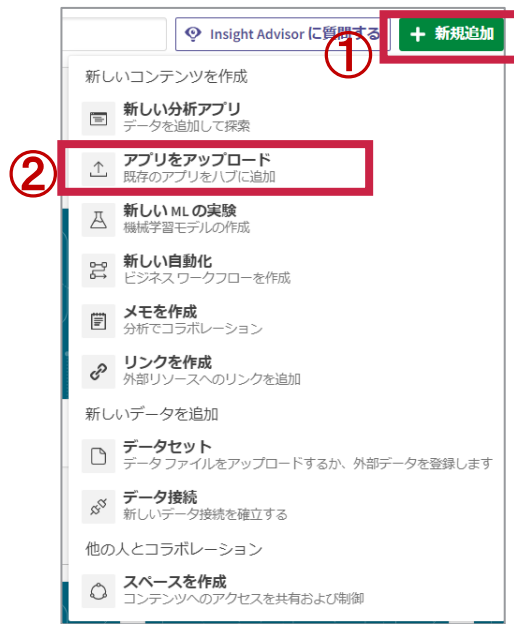 Insight Advisor に質問する
①
+ 新規追加
新しいコンテンツを作成
新しい分析アプリ
データを追加して探索
②
アプリをアップロード
既存のアプリをハブに追加
新しい ML の実験
機械学習モデルの作成
新しい自動化
ビジネス ワークフローを作成
メモを作成
分析でコラボレーション
リンクを作成
外部リソースへのリンクを追加
新しいデータを追加
データセット
データ ファイルをアップロードするか、外部データを登録します
データ接続
新しいデータ接続を確立する
他の人とコラボレーション
スペースを作成
コンテンツへのアクセスを共有および制御